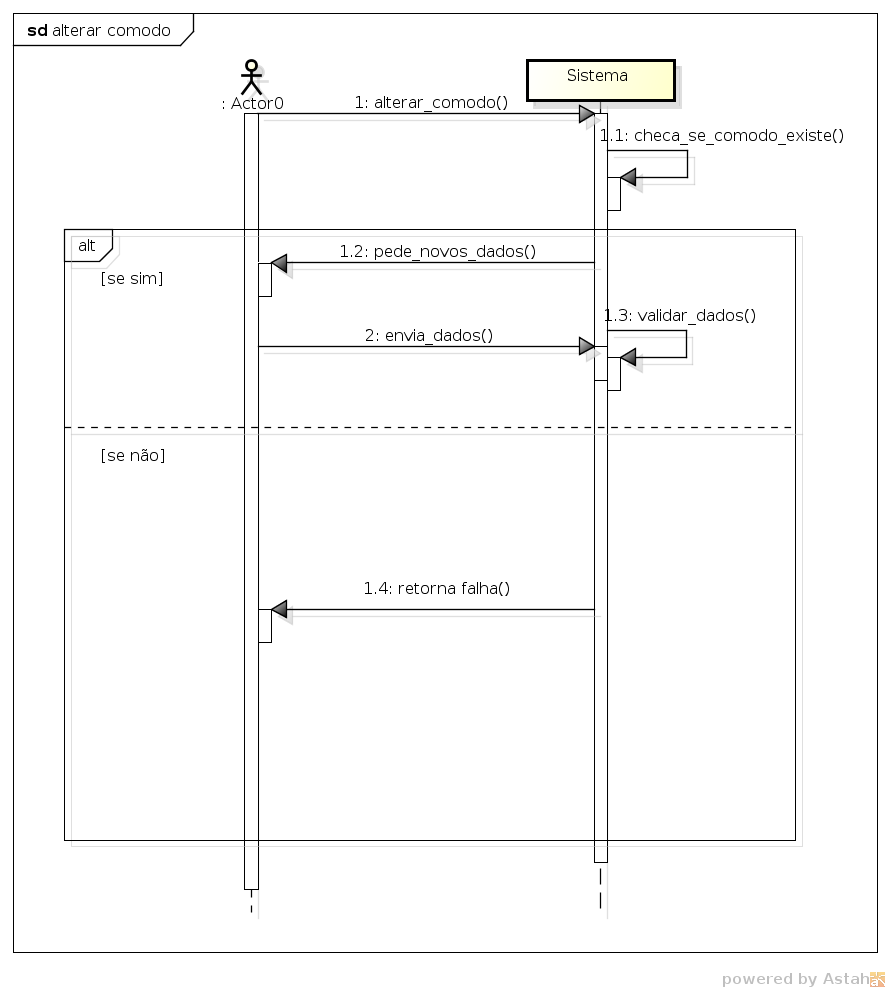 sd alterar comodo
: Actor0
Sistema
1: alterar_comodo()
1.1: checa_se_comodo_existe()
alt
1.2: pede_novos_dados()
[se sim]
1.3: validar_dados()
2: envia_dados()
[se não]
1.4: retorna falha()
powered by Astah